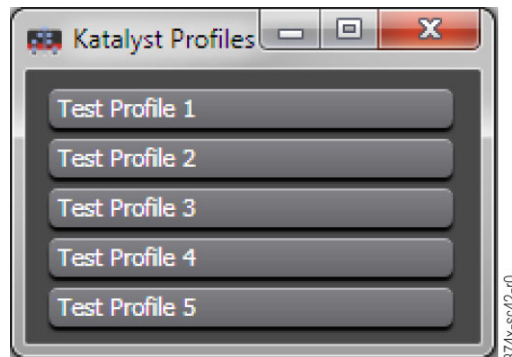 Katalyst Profiles
Test Profile 1
Test Profile 2
Test Profile 3
Test Profile 4
Test Profile 5